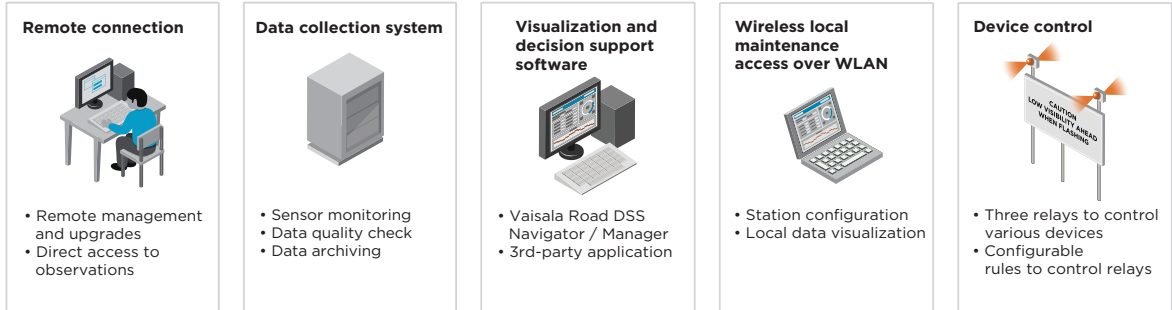 Remote connection
• Remote management
and upgrades
• Direct access to
observations
Data collection system
• Sensor monitoring
• Data quality check
• Data archiving
Visualization and
decision support
software
• Vaisala Road DSS
Navigator / Manager
• 3rd-party application
Wireless local
maintenance
access over WLAN
• Station configuration
• Local data visualization
Device control
CAUTION
LOW VISIBILITY AHEAD
WHEN FLASHING
• Three relays to control
various devices
• Configurable
rules to control relays